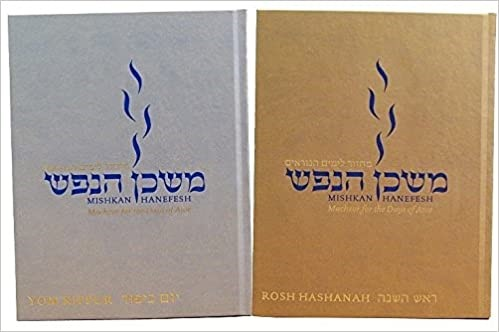 מחזור לימים הנוראים
משכן הנפש
MISHKAN HANEFESH
Machzor for the Days of Awe
YOM KIPPUR יום כיפור
מחזור לימים הנוראים
משכן הנפש
MISHKAN HANEFESH
Machzor for the Days of Awe
ROSH HASHANAH ראש השנה